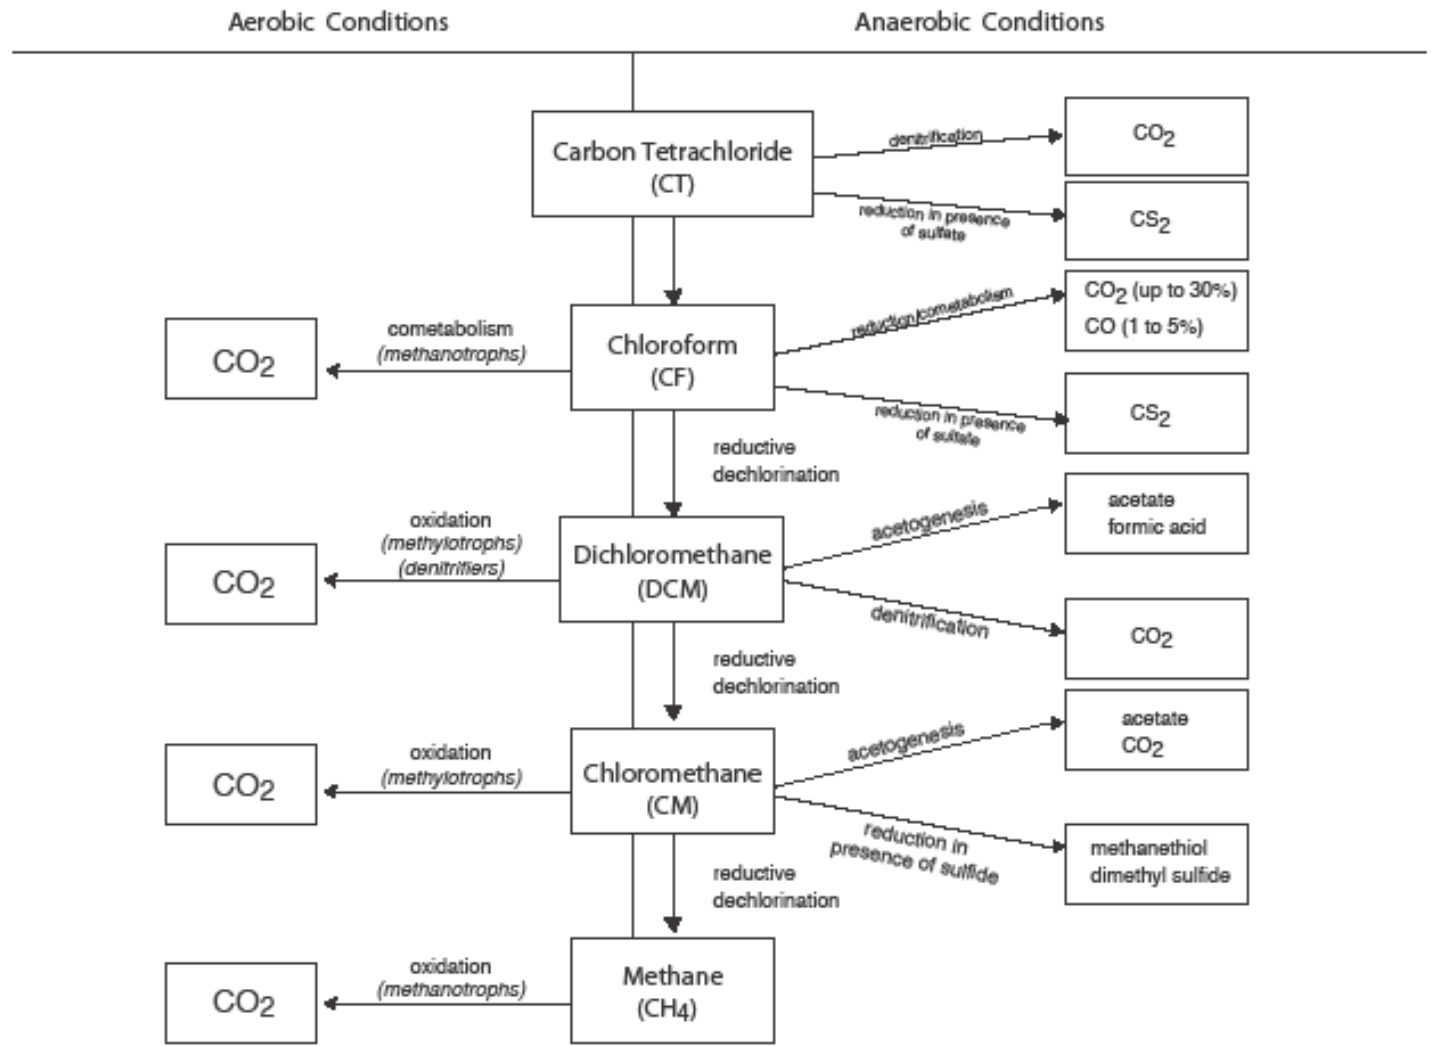 Aerobic Conditions
Anaerobic Conditions
Carbon Tetrachloride
(CT)
denitrification
CO2
reduction in presence
of sulfate
CS2
cometabolism
(methanotrophs)
CO2
Chloroform
(CF)
reduction/cometabolism
CO2 (up to 30%)
CO (1 to 5%)
reduction in presence
of sulfate
CS2
reductive
dechlorination
oxidation
(methylotrophs)
(denitrifiers)
CO2
Dichloromethane
(DCM)
acetogenesis
acetate
formic acid
denitrification
CO2
reductive
dechlorination
oxidation
(methylotrophs)
CO2
Chloromethane
(CM)
acetogenesis
acetate
CO2
reduction in
presence of sulfide
methanethiol
dimethyl sulfide
reductive
dechlorination
oxidation
(methanotrophs)
CO2
Methane
(CH4)